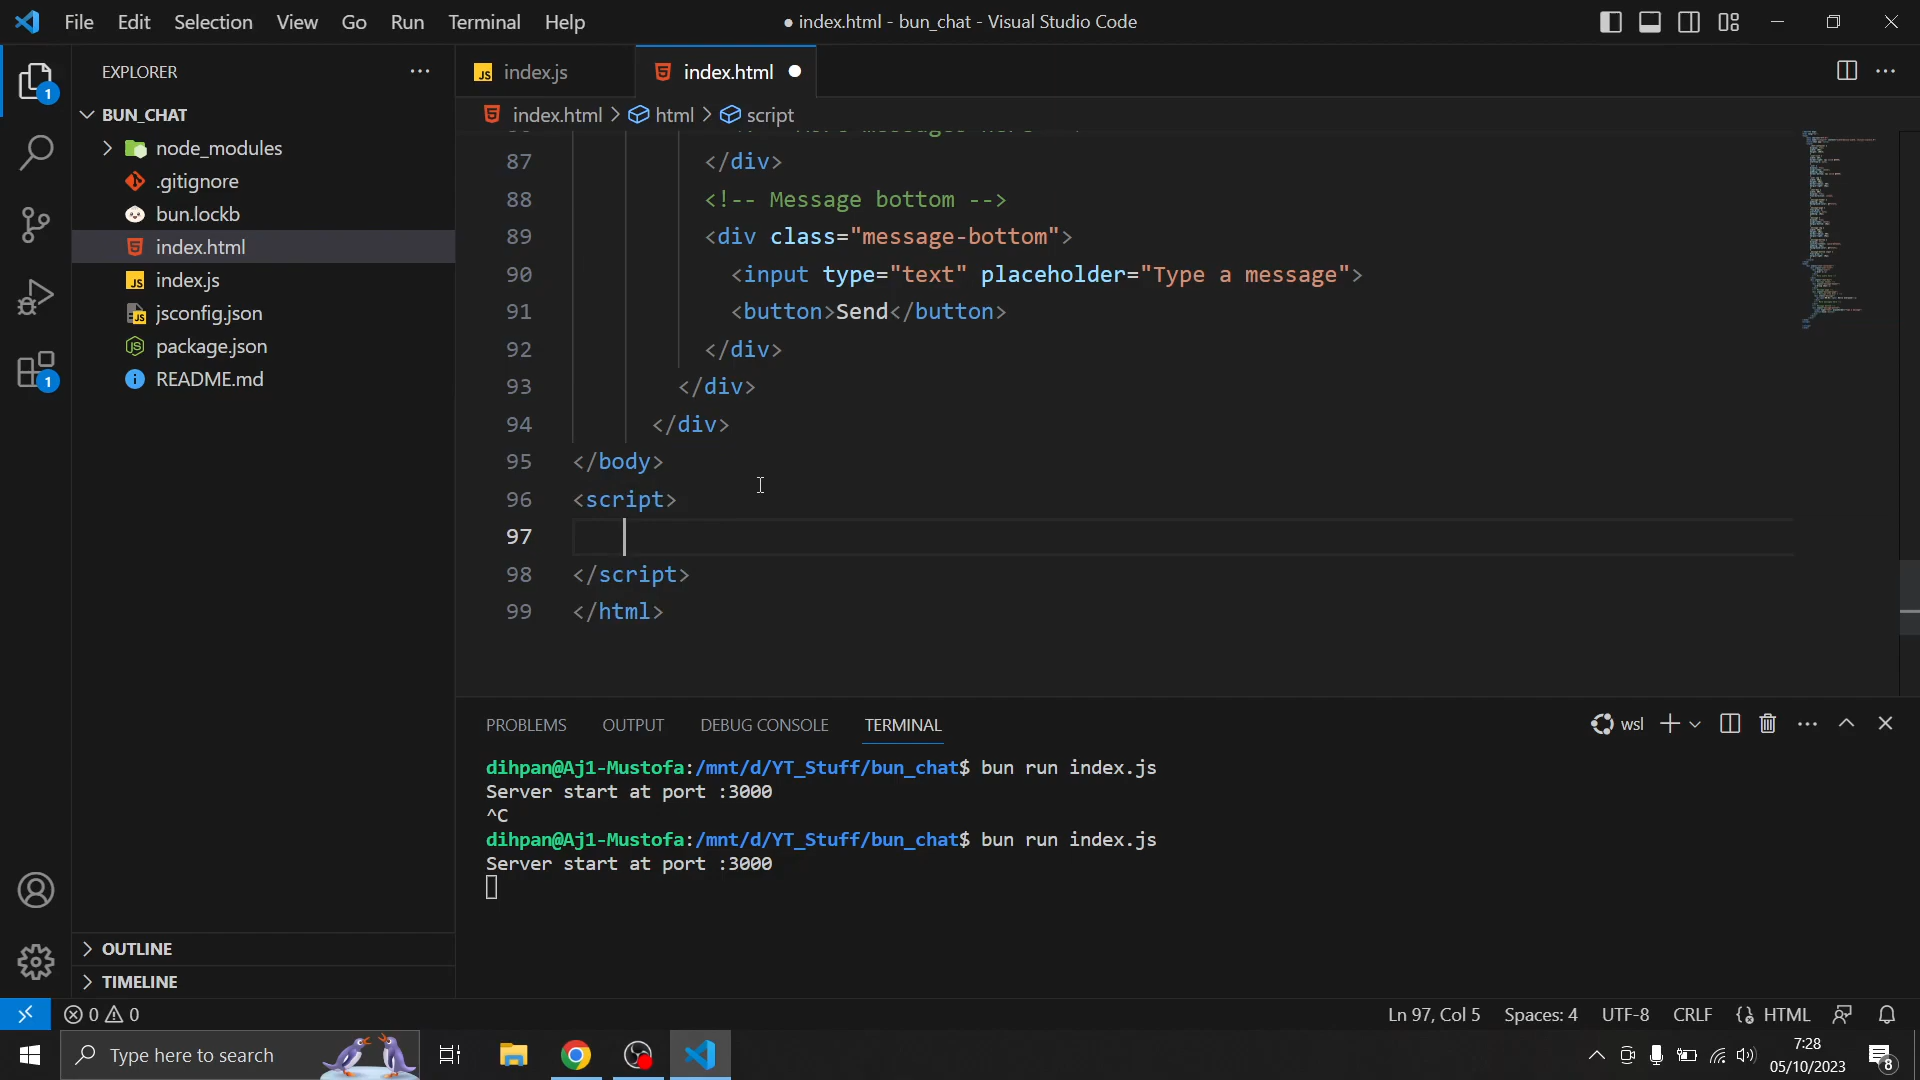 File Edit Selection View Go Run Terminal Help
● index.html - bun_chat - Visual Studio Code
EXPLORER
1
BUN_CHAT
node_modules
.gitignore
bun.lockb
index.html
index.js
jsconfig.json
package.json
README.md
1
OUTLINE
TIMELINE
JS index.js
index.html
index.html > html > script
87 </div>
88 <!-- Message bottom -->
89 <div class="message-bottom">
90 <input type="text" placeholder="Type a message">
91 <button>Send</button>
92 </div>
93 </div>
94 </div>
95 </body>
96 <script>
97
98 </script>
99 </html>
PROBLEMS OUTPUT DEBUG CONSOLE TERMINAL
wsl
dihpan@Aj1-Mustofa:/mnt/d/YT_Stuff/bun_chat$ bun run index.js
Server start at port :3000
^C
dihpan@Aj1-Mustofa:/mnt/d/YT_Stuff/bun_chat$ bun run index.js
Server start at port :3000
0 0
Ln 97, Col 5 Spaces: 4 UTF-8 CRLF HTML
Type here to search
7:28
05/10/2023
8